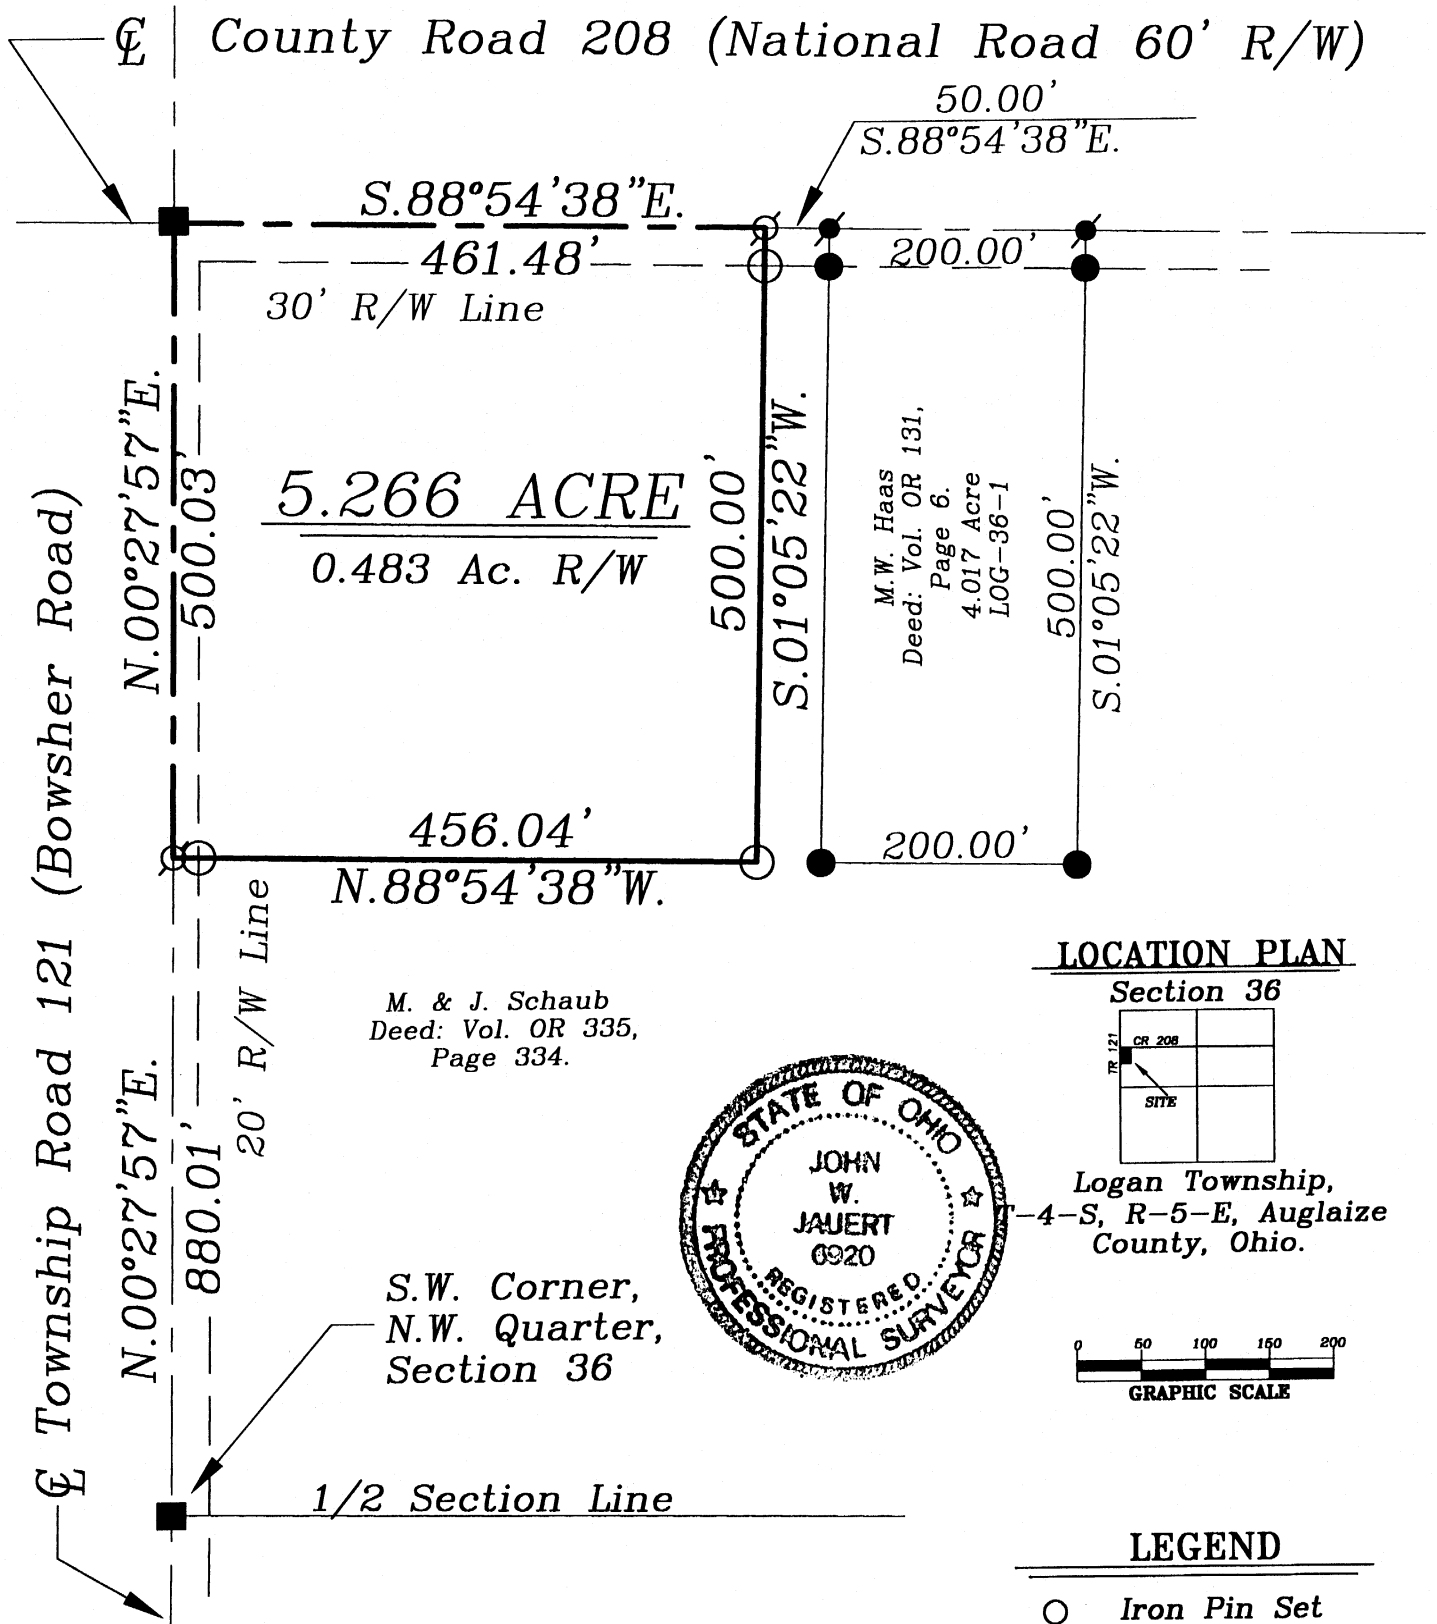 ℄ County Road 208 (National Road 60' R/W)
50.00'
S.88°54'38"E.
S.88°54'38"E.
461.48'
200.00'
30' R/W Line
N.00°27'57"E.
500.03'
5.266 ACRE
0.483 Ac. R/W
500.00'
S.01°05'22"W.
M.W. Haas
Deed: Vol. OR 131,
Page 6.
4.017 Acre
LOG-36-1
500.00'
S.01°05'22"W.
456.04'
N.88°54'38"W.
200.00'
℄ Township Road 121 (Bowsher Road)
20' R/W Line
M. & J. Schaub
Deed: Vol. OR 335,
Page 334.
N.00°27'57"E.
880.01'
S.W. Corner,
N.W. Quarter,
Section 36
1/2 Section Line
STATE OF OHIO
JOHN
W.
JAUERT
6920
REGISTERED
PROFESSIONAL SURVEYOR
LOCATION PLAN
Section 36
TR 121
CR 208
SITE
Logan Township,
T-4-S, R-5-E, Auglaize
County, Ohio.
0 50 100 150 200
GRAPHIC SCALE
LEGEND
Iron Pin Set